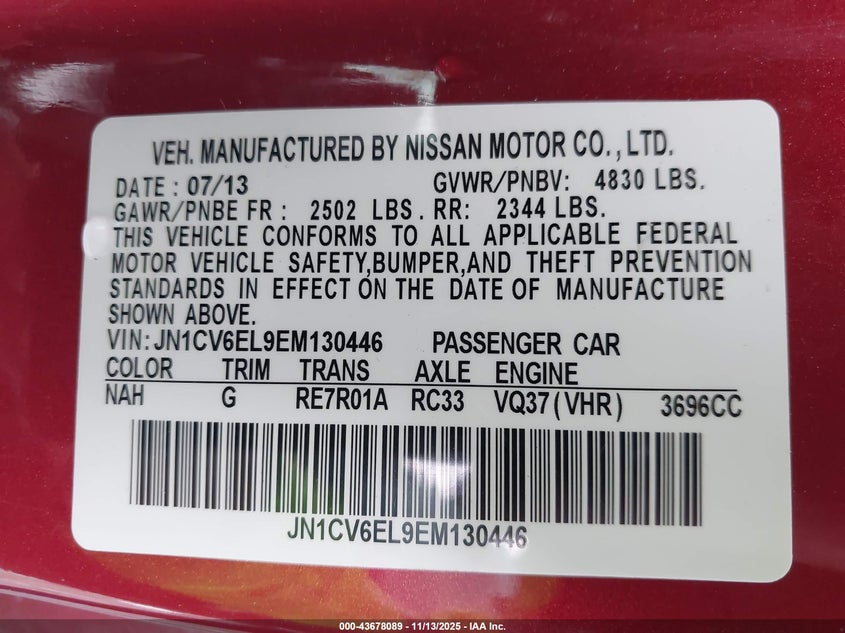 VEH. MANUFACTURED BY NISSAN MOTOR CO., LTD.
DATE : 07/13 GVWR/PNBV: 4830 LBS.
GAWR/PNBE FR : 2502 LBS. RR: 2344 LBS.
THIS VEHICLE CONFORMS TO ALL APPLICABLE FEDERAL
MOTOR VEHICLE SAFETY,BUMPER,AND THEFT PREVENTION
STANDARDS IN EFFECT ON THE DATE OF MANUFACTURE
SHOWN ABOVE.
VIN: JN1CV6EL9EM130446 PASSENGER CAR
COLOR TRIM TRANS AXLE ENGINE
NAH G RE7R01A RC33 VQ37(VHR) 3696CC
JN1CV6EL9EM130446
000-43678089 - 11/13/2025 - IAA Inc.